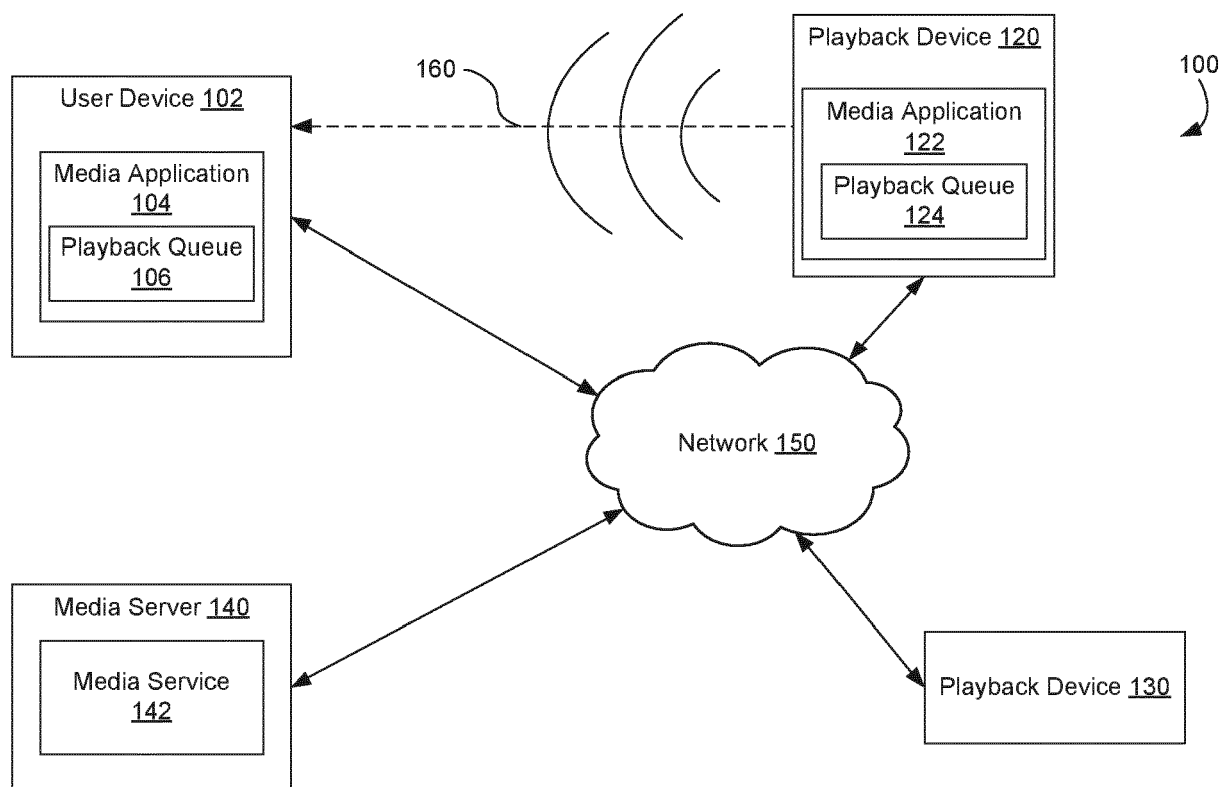 Playback Device 120
160
100
User Device 102
Media Application
122
Media Application
104
Playback Queue
124
Playback Queue
106
Network 150
Media Server 140
Media Service
142
Playback Device 130